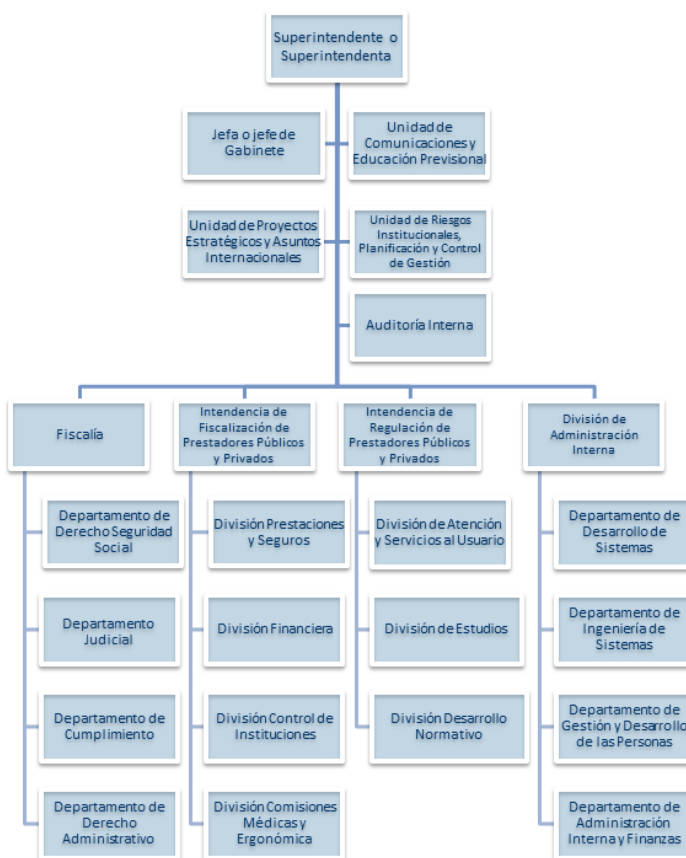 Superintendente o
Superintendenta
Jefa o jefe de
Gabinete
Unidad de
Comunicaciones y
Educación Previsional
Unidad de Proyectos
Estratégicos y Asuntos
Internacionales
Unidad de Riesgos
Institucionales,
Planificación y Control
de Gestión
Auditoría Interna
Fiscalía
Intendencia de
Fiscalización de
Prestadores Públicos
y Privados
Intendencia de
Regulación de
Prestadores Públicos
y Privados
División de
Administración
Interna
Departamento de
Derecho Seguridad
Social
División Prestaciones
y Seguros
División de Atención
y Servicios al Usuario
Departamento de
Desarrollo de
Sistemas
Departamento
Judicial
División Financiera
División de Estudios
Departamento de
Ingeniería de
Sistemas
Departamento de
Cumplimiento
División Control de
Instituciones
División Desarrollo
Normativo
Departamento de
Gestión y Desarrollo
de las Personas
Departamento de
Derecho
Administrativo
División Comisiones
Médicas y
Ergonómica
Departamento de
Administración
Interna y Finanzas